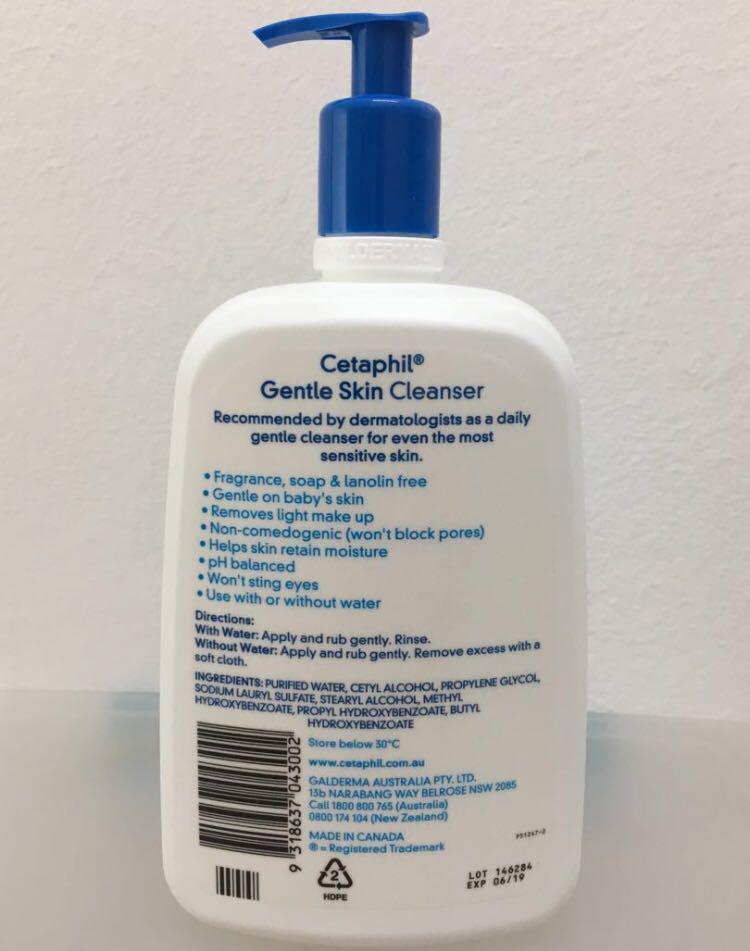 Cetaphil®
Gentle Skin Cleanser
Recommended by dermatologists as a daily
gentle cleanser for even the most
sensitive skin.
• Fragrance, soap & lanolin free
• Gentle on baby's skin
• Removes light make up
• Non-comedogenic (won't block pores)
• Helps skin retain moisture
• pH balanced
• Won't sting eyes
• Use with or without water
Directions:
With Water: Apply and rub gently. Rinse.
Without Water: Apply and rub gently. Remove excess with a
soft cloth.
INGREDIENTS: PURIFIED WATER, CETYL ALCOHOL, PROPYLENE GLYCOL,
SODIUM LAURYL SULFATE, STEARYL ALCOHOL, METHYL
HYDROXYBENZOATE, PROPYL HYDROXYBENZOATE, BUTYL
HYDROXYBENZOATE
9 318637 043002
Store below 30°C
www.cetaphil.com.au
GALDERMA AUSTRALIA PTY. LTD.
13b NARABANG WAY BELROSE NSW 2085
Call 1800 800 765 (Australia)
0800 174 104 (New Zealand)
MADE IN CANADA
® = Registered Trademark
2
HDPE
LOT 146284
EXP 06/19